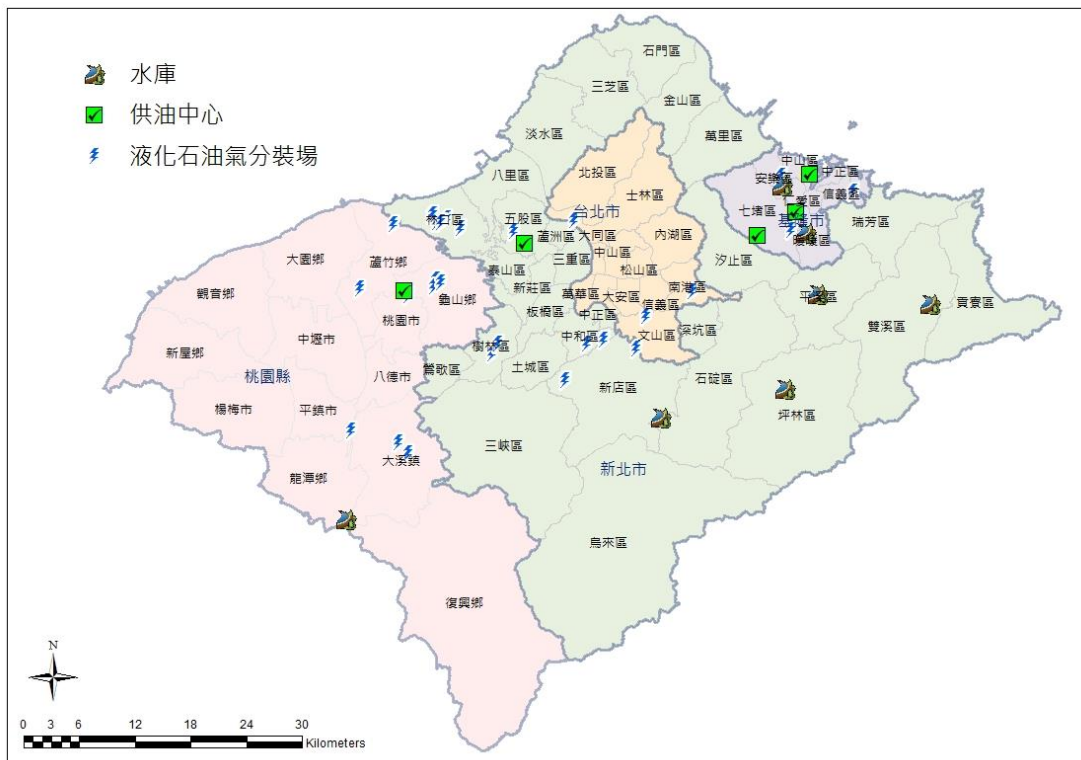 水庫
供油中心
液化石油氣分裝場
石門區
三芝區
金山區
淡水區
萬里區
北投區
八里區
士林區
中山區
中正區
安樂區
信義區
七堵區
基隆市
暖暖區
瑞芳區
林口區
五股區
蘆洲區
台北市
大同區
內湖區
汐止區
中山區
三重區
松山區
泰山區
大園區
蘆竹鄉
觀音鄉
龜山鄉
新莊區
萬華區
大安區
信義區
南港區
貢寮區
雙溪區
桃園市
板橋區
中正區
中壢市
新屋鄉
樹林區
中和區
文山區
深坑區
桃園縣
八德市
鶯歌區
土城區
新店區
石碇區
坪林區
楊梅市
平鎮市
三峽區
大溪鎮
龍潭鄉
新北市
烏來區
復興鄉
N
0 3 6 12 18 24 30
Kilometers